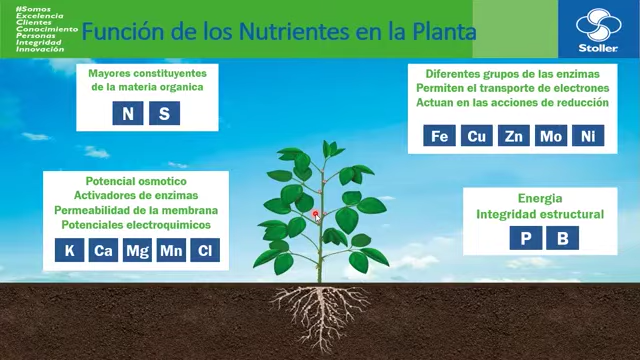 #Somos
Excelencia
Clientes
Conocimiento
Personas
Integridad
Innovación
Función de los Nutrientes en la Planta
Stoller
Mayores constituyentes
de la materia organica
N S
Diferentes grupos de las enzimas
Permiten el transporte de electrones
Actuan en las acciones de reducción
Fe Cu Zn Mo Ni
Potencial osmotico
Activadores de enzimas
Permeabilidad de la membrana
Potenciales electroquimicos
K Ca Mg Mn Cl
Energia
Integridad estructural
P B